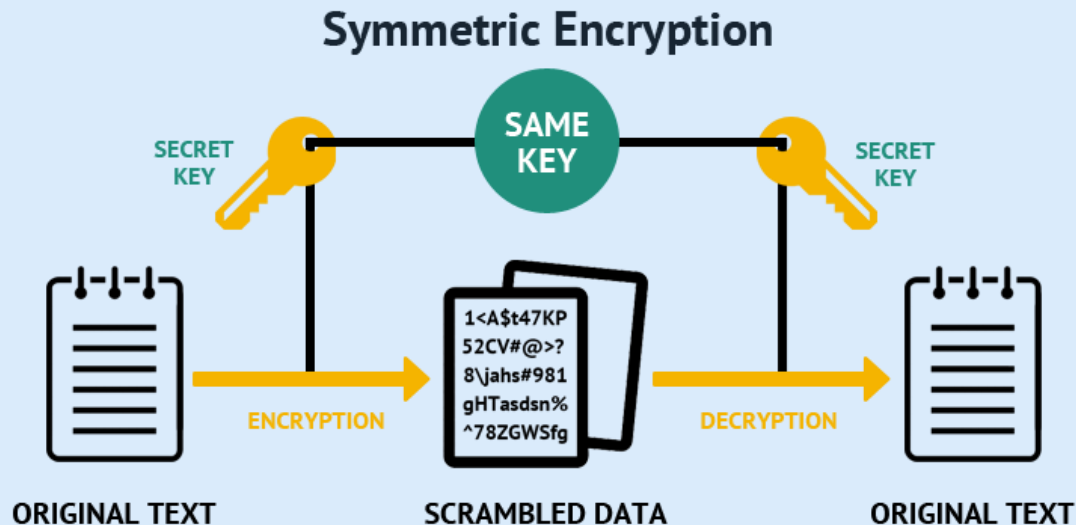 Symmetric Encryption
SAME
KEY
SECRET
KEY
SECRET
KEY
1<A$t47KP
52CV#@>?
8\jahs#981
gHTasdsn%
^78ZGWSfg
ENCRYPTION
DECRYPTION
ORIGINAL TEXT
SCRAMBLED DATA
ORIGINAL TEXT